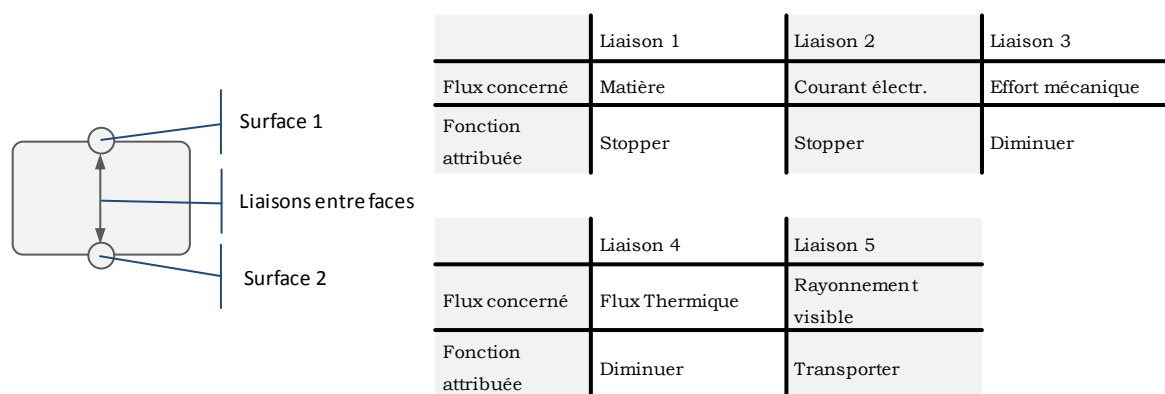 Surface 1
Liaisons entre faces
Surface 2
Liaison 1 Liaison 2 Liaison 3
Flux concerné Matière Courant électr. Effort mécanique
Fonction
attribuée Stopper Stopper Diminuer
Liaison 4 Liaison 5
Flux concerné Flux Thermique Rayonnement
visible
Fonction
attribuée Diminuer Transporter